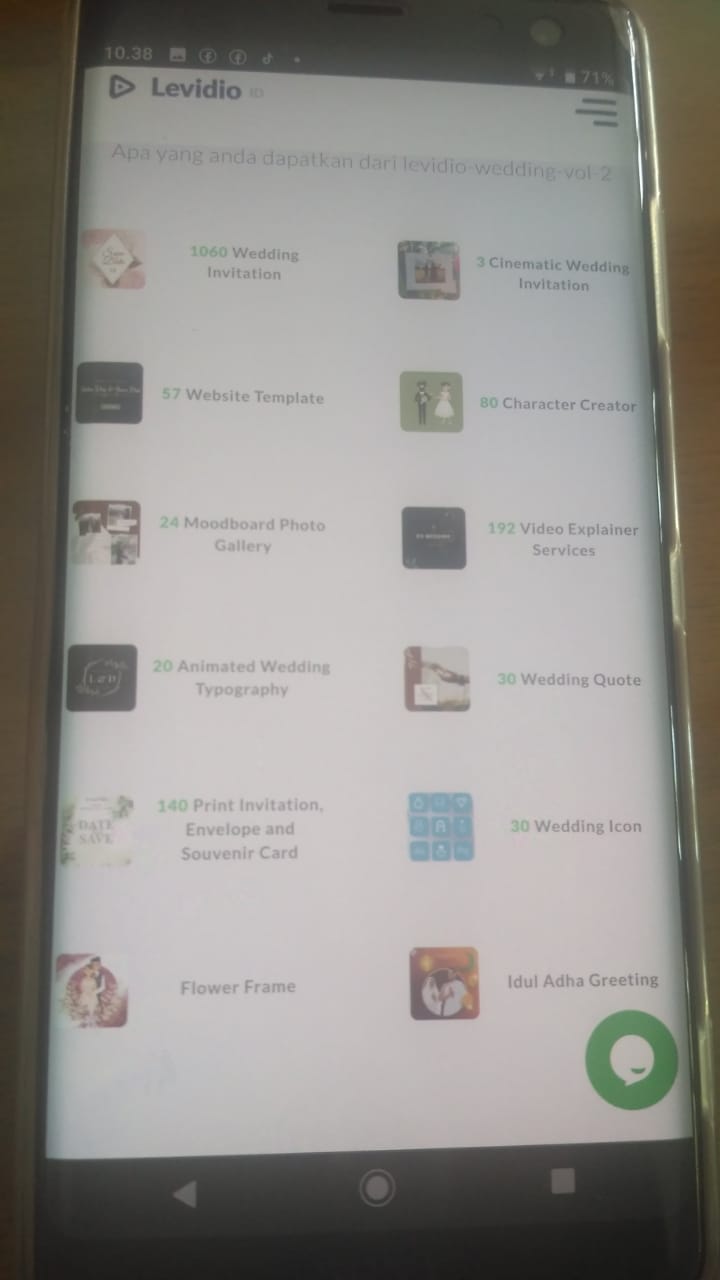 10.38
71%
Levidio ID
Apa yang anda dapatkan dari levidio-wedding-vol-2
1060 Wedding
Invitation
3 Cinematic Wedding
Invitation
57 Website Template
80 Character Creator
24 Moodboard Photo
Gallery
192 Video Explainer
Services
20 Animated Wedding
Typography
30 Wedding Quote
140 Print Invitation,
Envelope and
Souvenir Card
DATE
SAVE
30 Wedding Icon
Flower Frame
Idul Adha Greeting